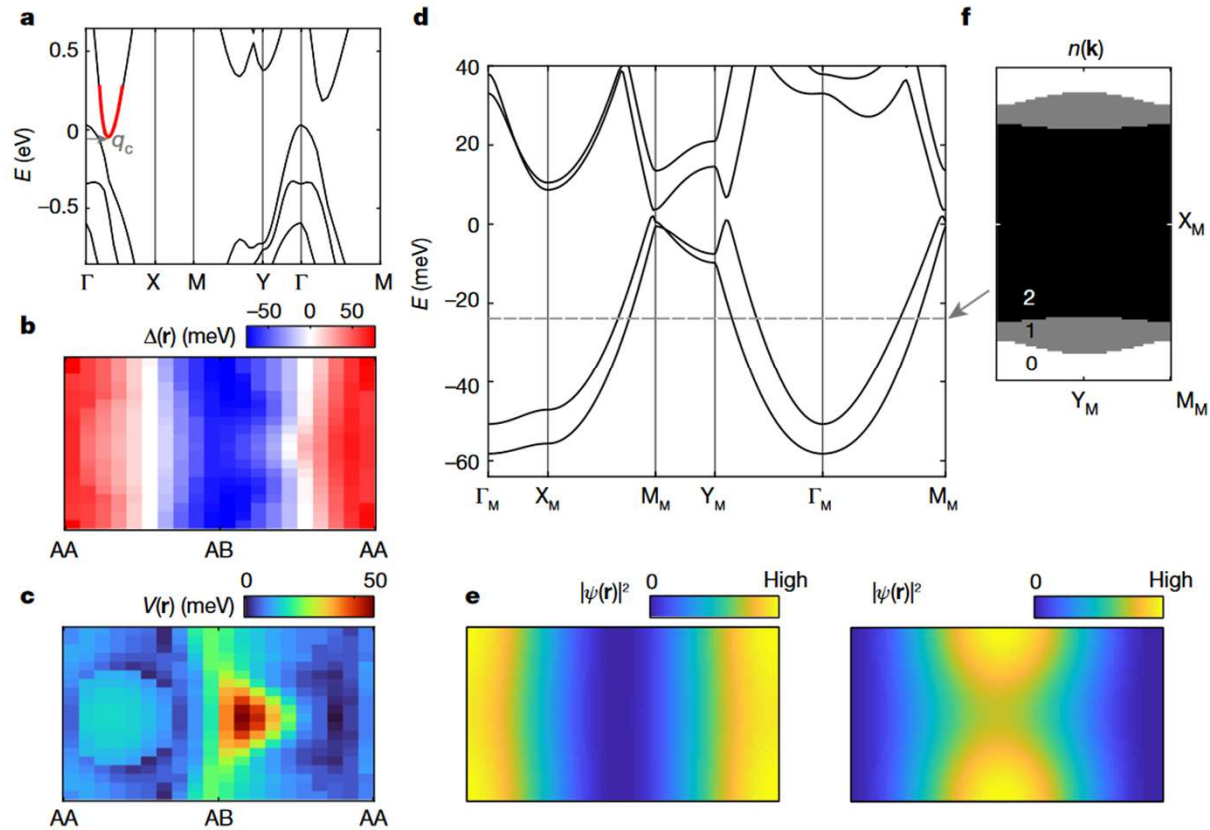 a
0.5
0
−0.5
E (eV)
q_c
Γ X M Y Γ M
b
−50 0 50
Δ(r) (meV)
AA AB AA
c
0 50
V(r) (meV)
AA AB AA
d
40
20
0
−20
−40
−60
E (meV)
Γ_M X_M M_M Y_M Γ_M M_M
e
0 High
|ψ(r)|²
0 High
|ψ(r)|²
f
n(k)
X_M
2
1
0
Y_M M_M